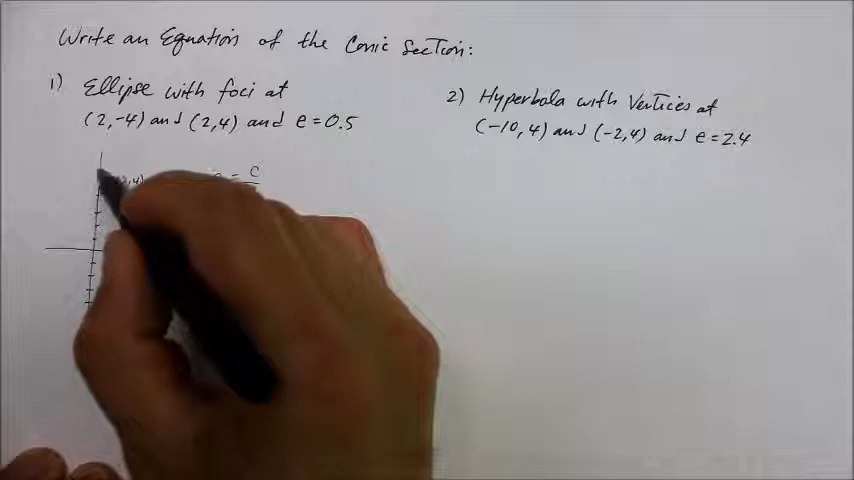 Write an Equation of the Conic Section:
1) Ellipse with foci at
(2,-4) and (2,4) and e = 0.5
2) Hyperbola with Vertices at
(-10,4) and (-2,4) and e = 2.4
,4)
= c